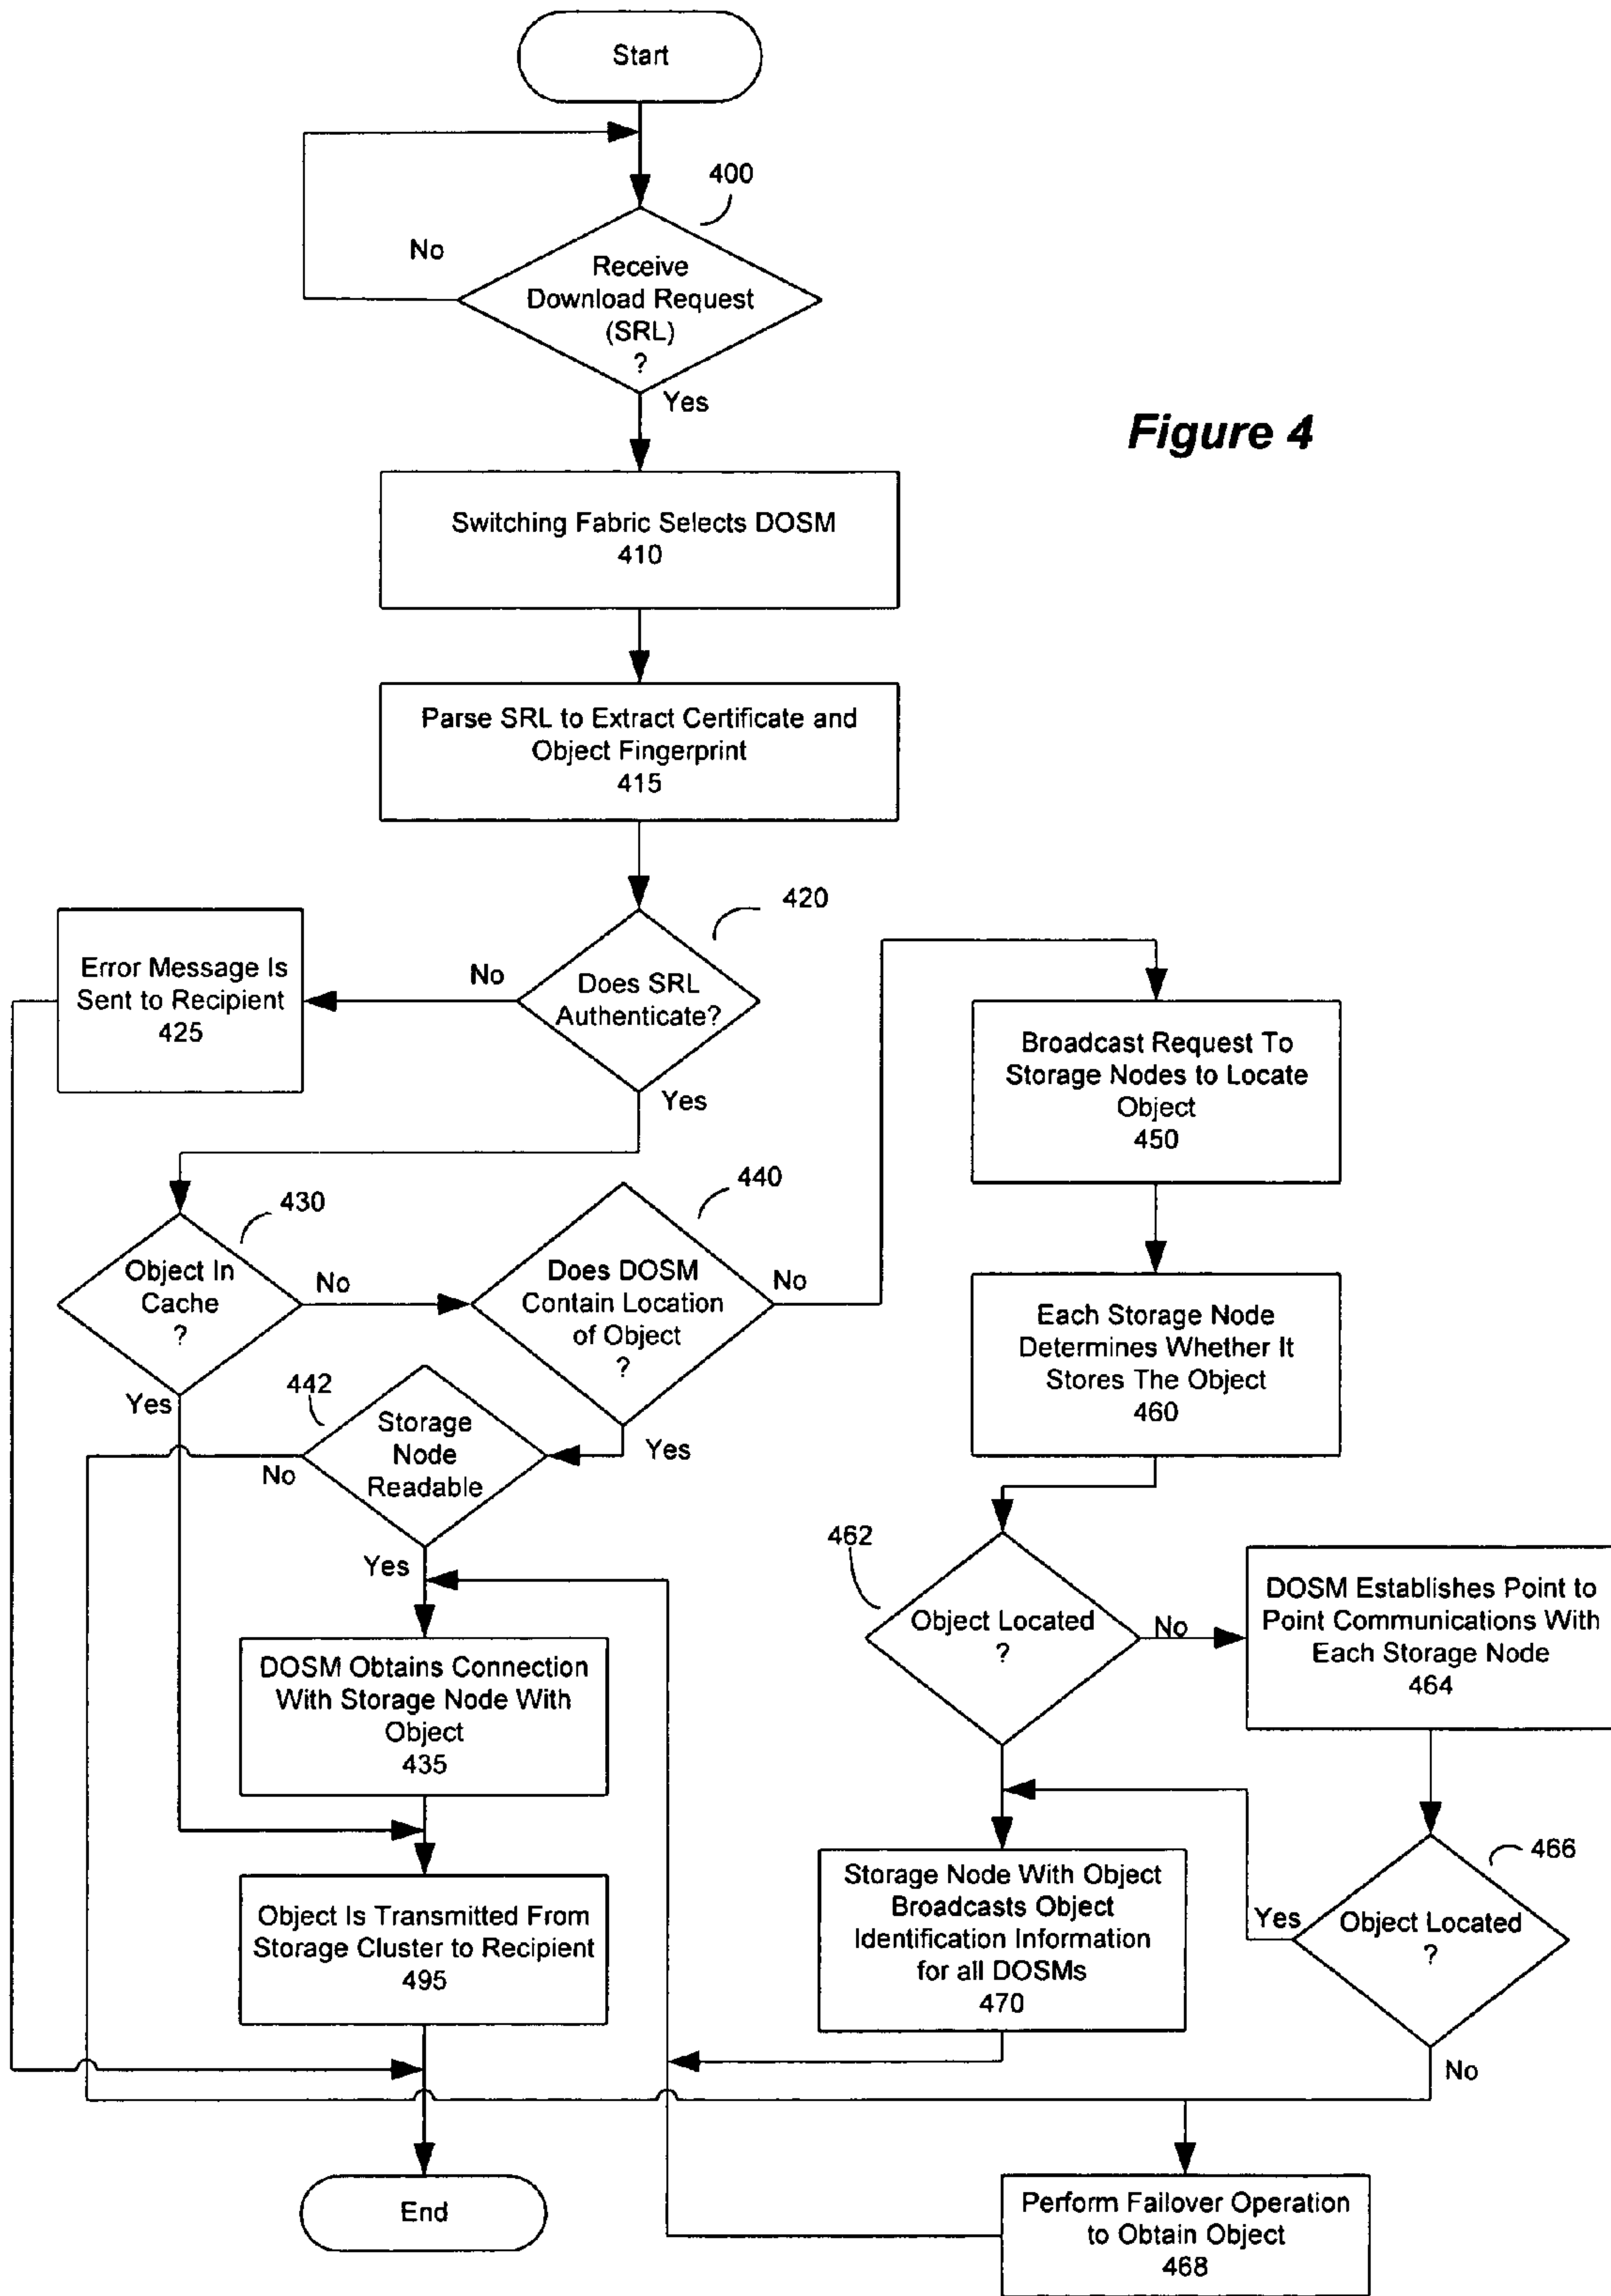 Start
400
No
Receive
Download Request
(SRL)
?
Yes
Figure 4
Switching Fabric Selects DOSM
410
Parse SRL to Extract Certificate and
Object Fingerprint
415
420
Error Message Is
Sent to Recipient
425
No
Does SRL
Authenticate?
Yes
Broadcast Request To
Storage Nodes to Locate
Object
450
430
440
Object In
Cache
?
No
Does DOSM
Contain Location
of Object
?
No
Each Storage Node
Determines Whether It
Stores The Object
460
Yes
442
Storage
Node
Readable
Yes
No
Yes
462
Object Located
?
No
DOSM Establishes Point to
Point Communications With
Each Storage Node
464
DOSM Obtains Connection
With Storage Node With
Object
435
466
Storage Node With Object
Broadcasts Object
Identification Information
for all DOSMs
470
Yes
Object Located
?
Object Is Transmitted From
Storage Cluster to Recipient
495
No
End
Perform Failover Operation
to Obtain Object
468